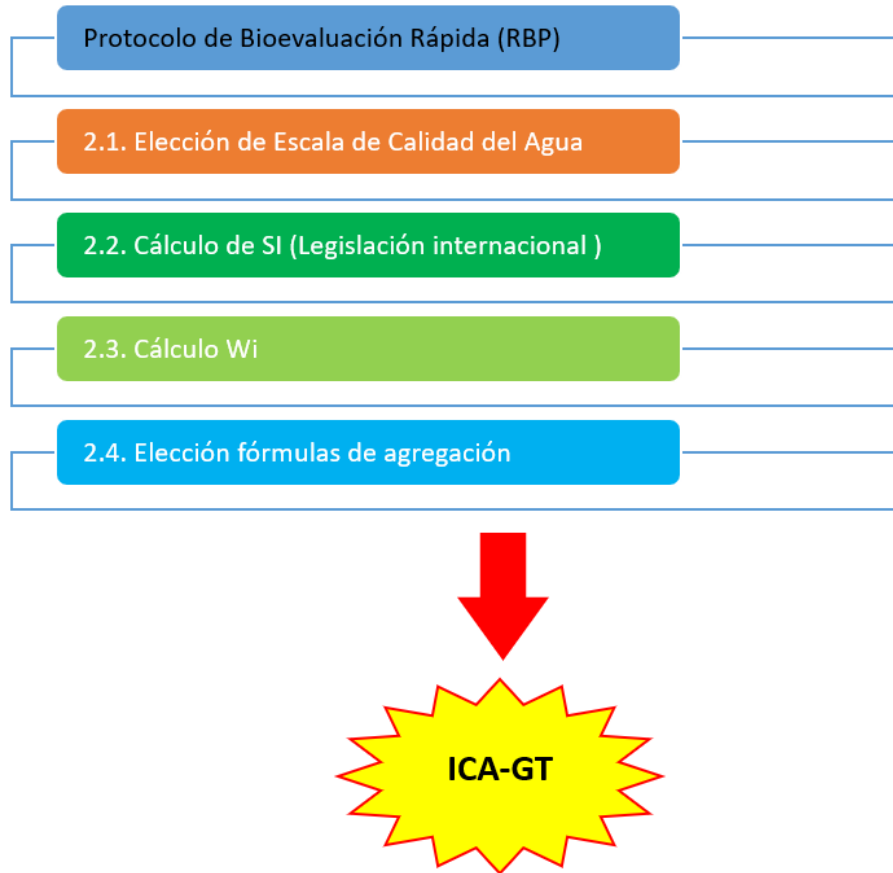 Protocolo de Bioevaluación Rápida (RBP)
2.1. Elección de Escala de Calidad del Agua
2.2. Cálculo de SI (Legislación internacional )
2.3. Cálculo Wi
2.4. Elección fórmulas de agregación
ICA-GT